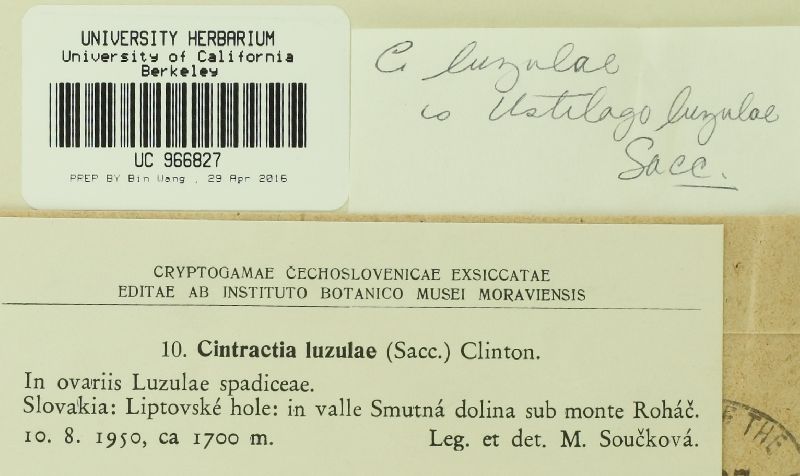 UNIVERSITY HERBARIUM
University of California
Berkeley
UC 966827
PREP BY Bin Wang , 29 Apr 2016
C. luzulae
is Ustilago luzulae
Sacc.
CRYPTOGAMAE ČECHOSLOVENICAE EXSICCATAE
EDITAE AB INSTITUTO BOTANICO MUSEI MORAVIENSIS
10. Cintractia luzulae (Sacc.) Clinton.
In ovariis Luzulae spadiceae.
Slovakia: Liptovské hole: in valle Smutná dolina sub monte Roháč.
10. 8. 1950, ca 1700 m. Leg. et det. M. Součková.
THE